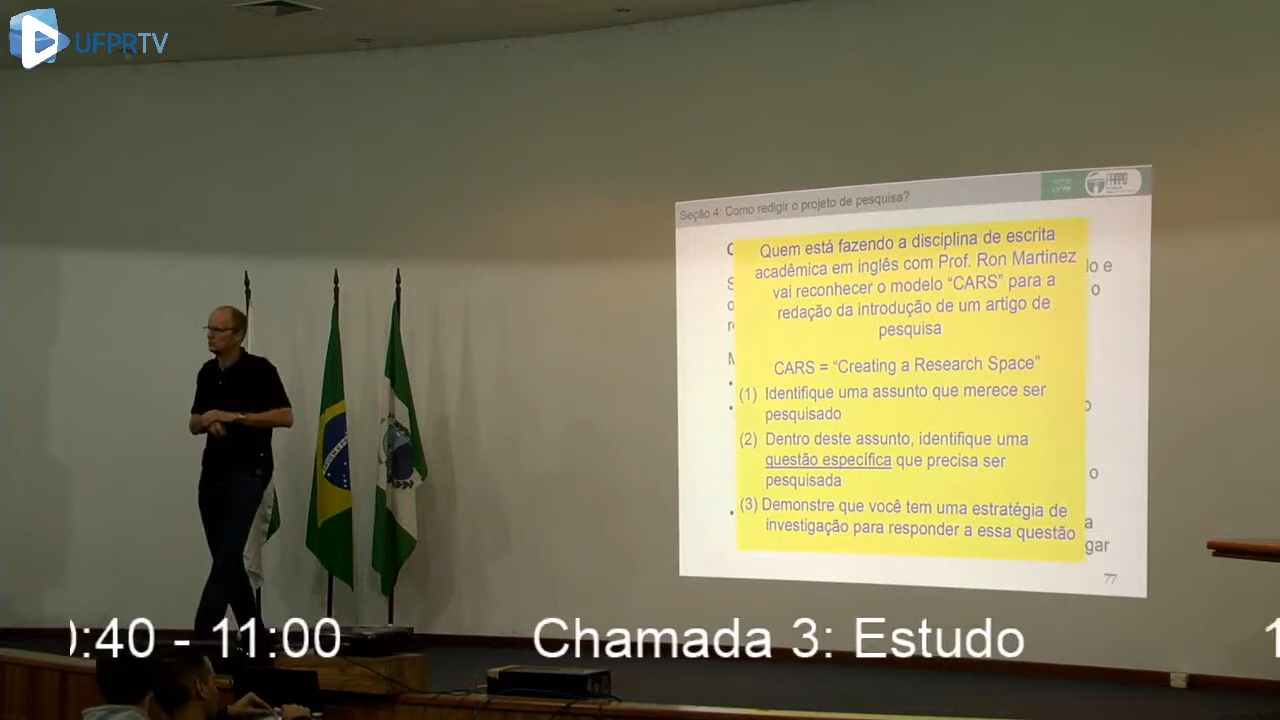 UFPRTV
Seção 4: Como redigir o projeto de pesquisa?
Quem está fazendo a disciplina de escrita
acadêmica em inglês com Prof. Ron Martinez
vai reconhecer o modelo “CARS” para a
redação da introdução de um artigo de
pesquisa
CARS = “Creating a Research Space”
(1) Identifique uma assunto que merece ser
pesquisado
(2) Dentro deste assunto, identifique uma
questão específica que precisa ser
pesquisada
(3) Demonstre que você tem uma estratégia de
investigação para responder a essa questão
lo e
o
o
o
a
gar
77
:40 - 11:00 Chamada 3: Estudo